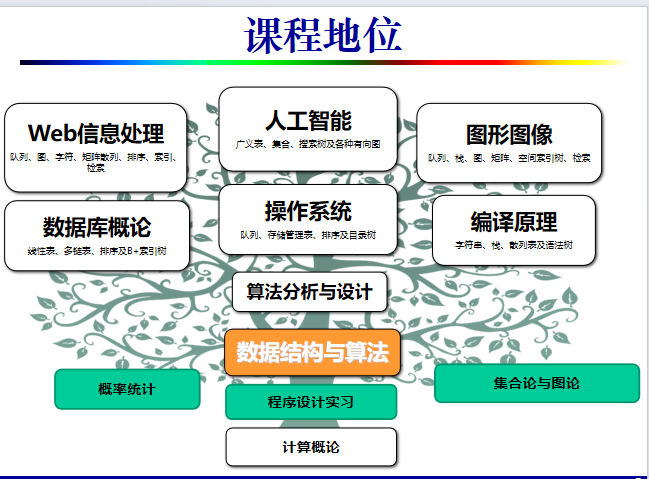 课程地位
Web信息处理
队列、图、字符、矩阵散列、排序、索引、
检索
人工智能
广义表、集合、搜索树及各种有向图
图形图像
队列、栈、图、矩阵、空间索引树、检索
数据库概论
线性表、多链表、排序及B+索引树
操作系统
队列、存储管理表、排序及目录树
编译原理
字符串、栈、散列表及语法树
算法分析与设计
数据结构与算法
概率统计
程序设计实习
集合论与图论
计算概论